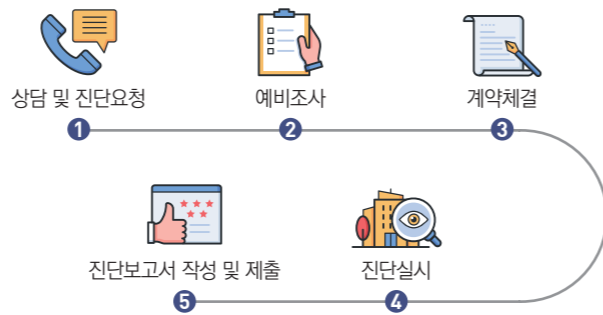 상담 및 진단요청
예비조사
계약체결
1
2
3
진단실시
진단보고서 작성 및 제출
4
5